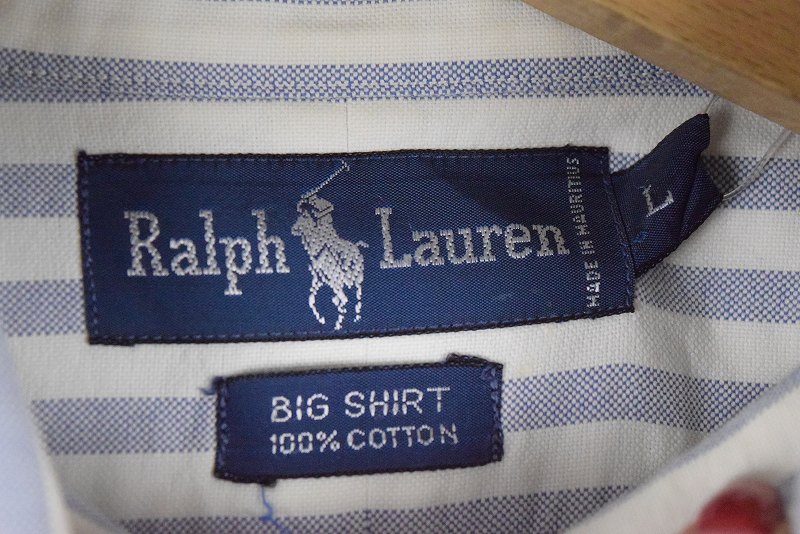 Ralph Lauren
MADE IN MAURITIUS
L
BIG SHIRT
100% COTTON